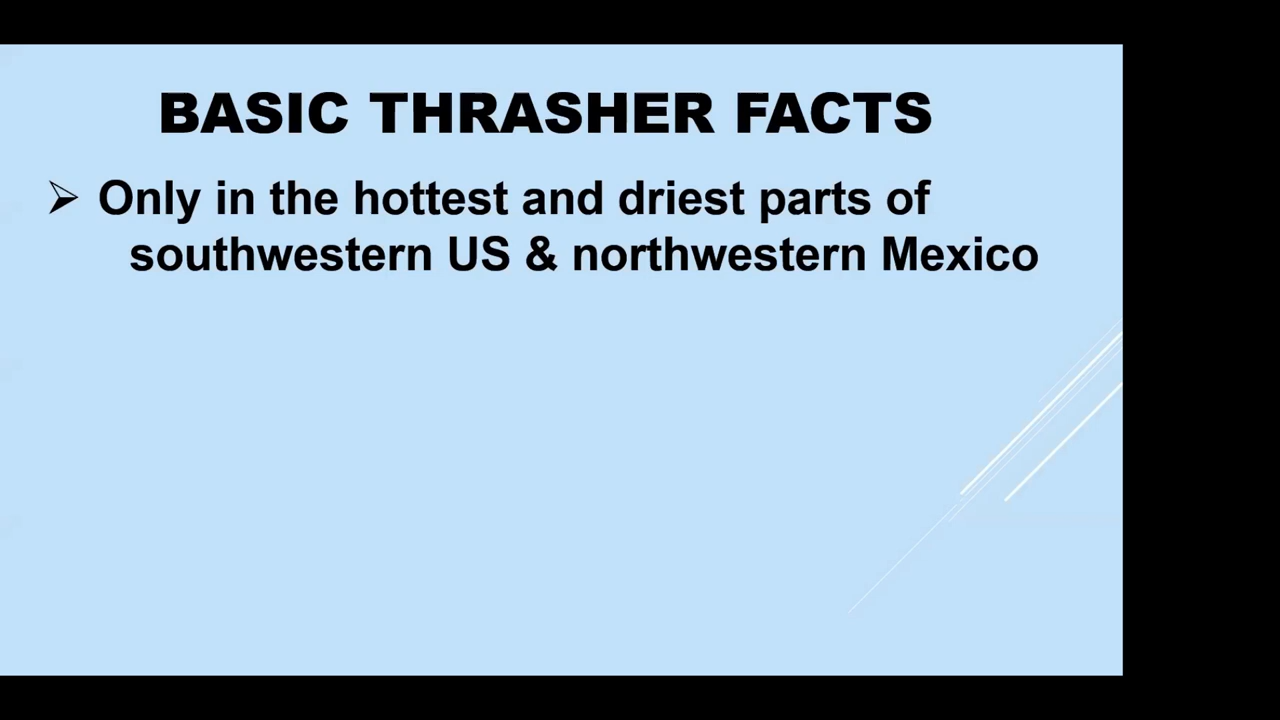 BASIC THRASHER FACTS
➢ Only in the hottest and driest parts of
southwestern US & northwestern Mexico